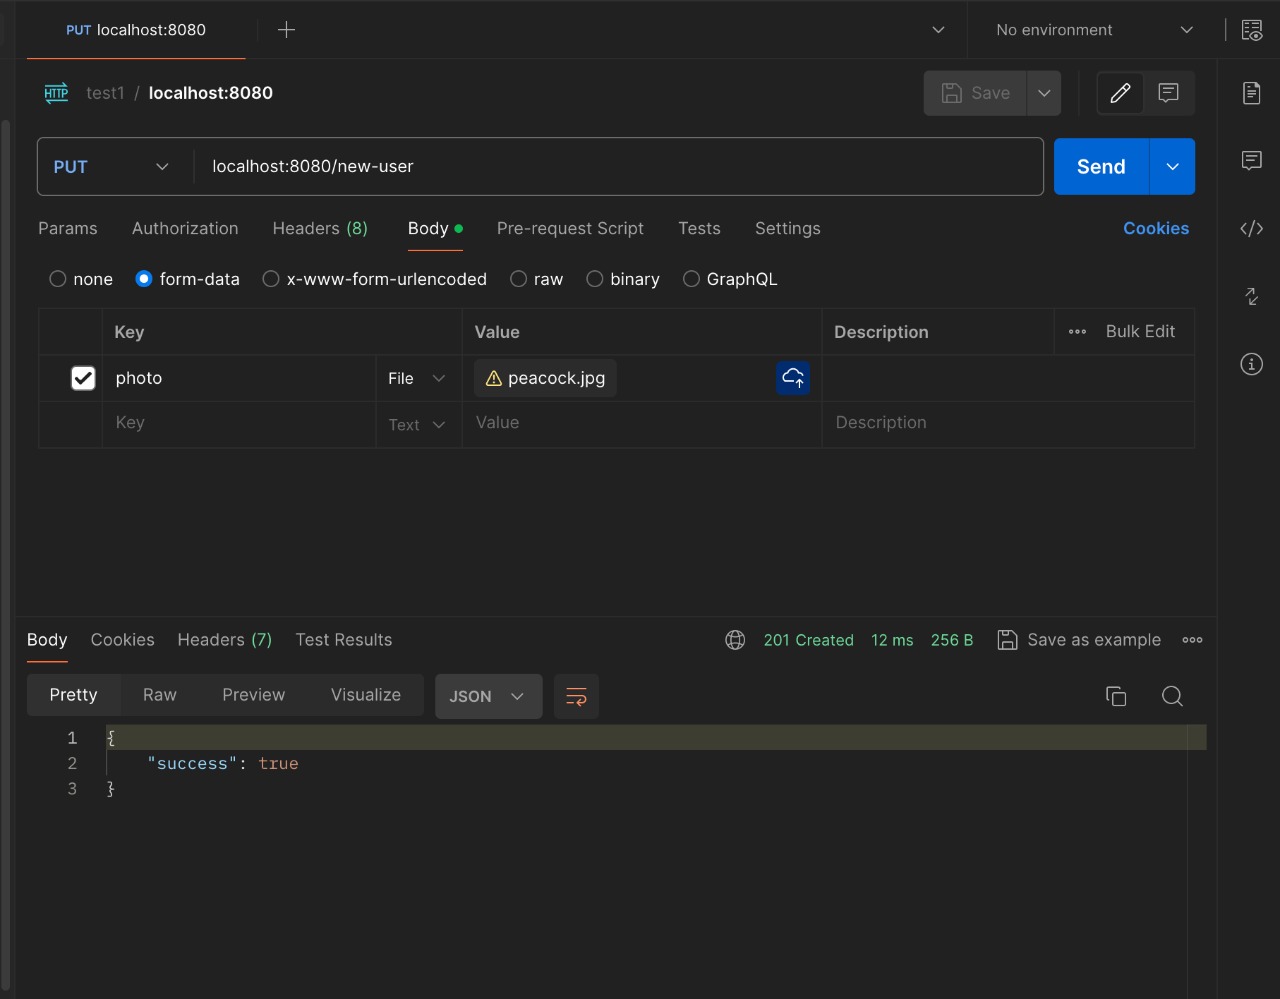 PUT localhost:8080
No environment
HTTP test1 / localhost:8080
Save
PUT localhost:8080/new-user Send
Params Authorization Headers (8) Body Pre-request Script Tests Settings Cookies
none form-data x-www-form-urlencoded raw binary GraphQL
Key Value Description Bulk Edit
photo File peacock.jpg
Key Text Value Description
Body Cookies Headers (7) Test Results 201 Created 12 ms 256 B Save as example
Pretty Raw Preview Visualize JSON
1 {
2 "success": true
3 }